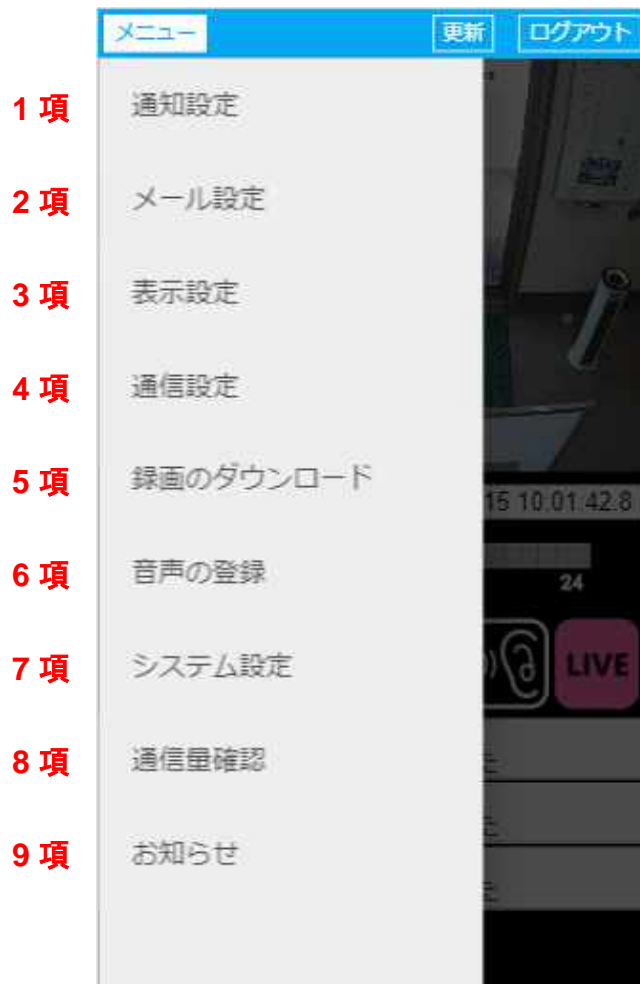 メニュー 更新 ログアウト
1 項 通知設定
2 項 メール設定
3 項 表示設定
4 項 通信設定
5 項 録画のダウンロード
15 10:01:42.8
6 項 音声の登録
24
7 項 システム設定
LIVE
8 項 通信量確認
9 項 お知らせ